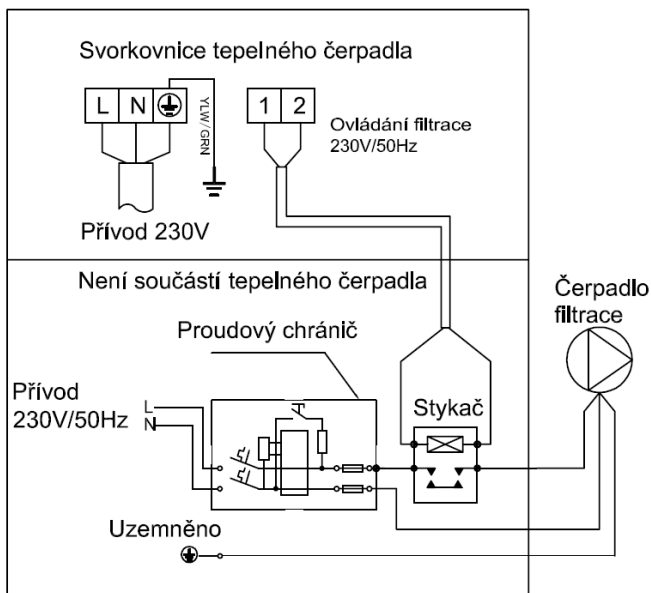 Svorkovnice tepelného čerpadla
L N
YLW/GRN
1 2
Ovládání filtrace
230V/50Hz
Přívod 230V
Není součástí tepelného čerpadla
Čerpadlo
filtrace
Proudový chránič
Přívod
230V/50Hz
L
N
Stykač
Uzemněno